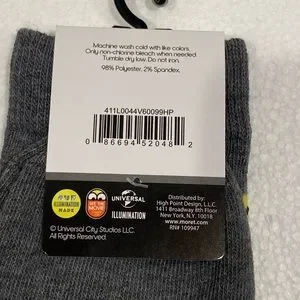 Machine wash cold with like colors.
Only non-chlorine bleach when needed.
Tumble dry low. Do not iron.
98% Polyester, 2% Spandex.
411L0044V60099HP
0 86694 52048 2
ILLUMINATION
MADE
MOVIE
UNIVERSAL
ILLUMINATION
© Universal City Studios LLC.
All Rights Reserved.
Distributed by:
High Point Design, L.L.C.
1411 Broadway 8th Floor
New York, N.Y. 10018
www.moret.com
RN# 109947